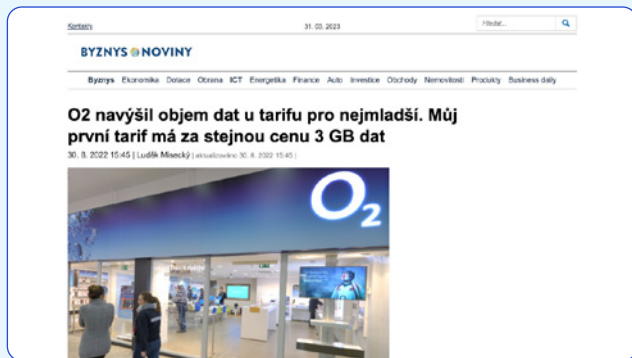 Kontakty
31. 03. 2023
Hledat...
BYZNYS NOVINY
Byznys Ekonomika Dotace Obrana ICT Energetika Finance Auto Investice Obchody Nemovitosti Produkty Business daily
O2 navýšil objem dat u tarifu pro nejmladší. Můj
první tarif má za stejnou cenu 3 GB dat
30. 8. 2022 15:45 | Luděk Misecký | aktualizováno 30. 8. 2022 15:45 |
O2